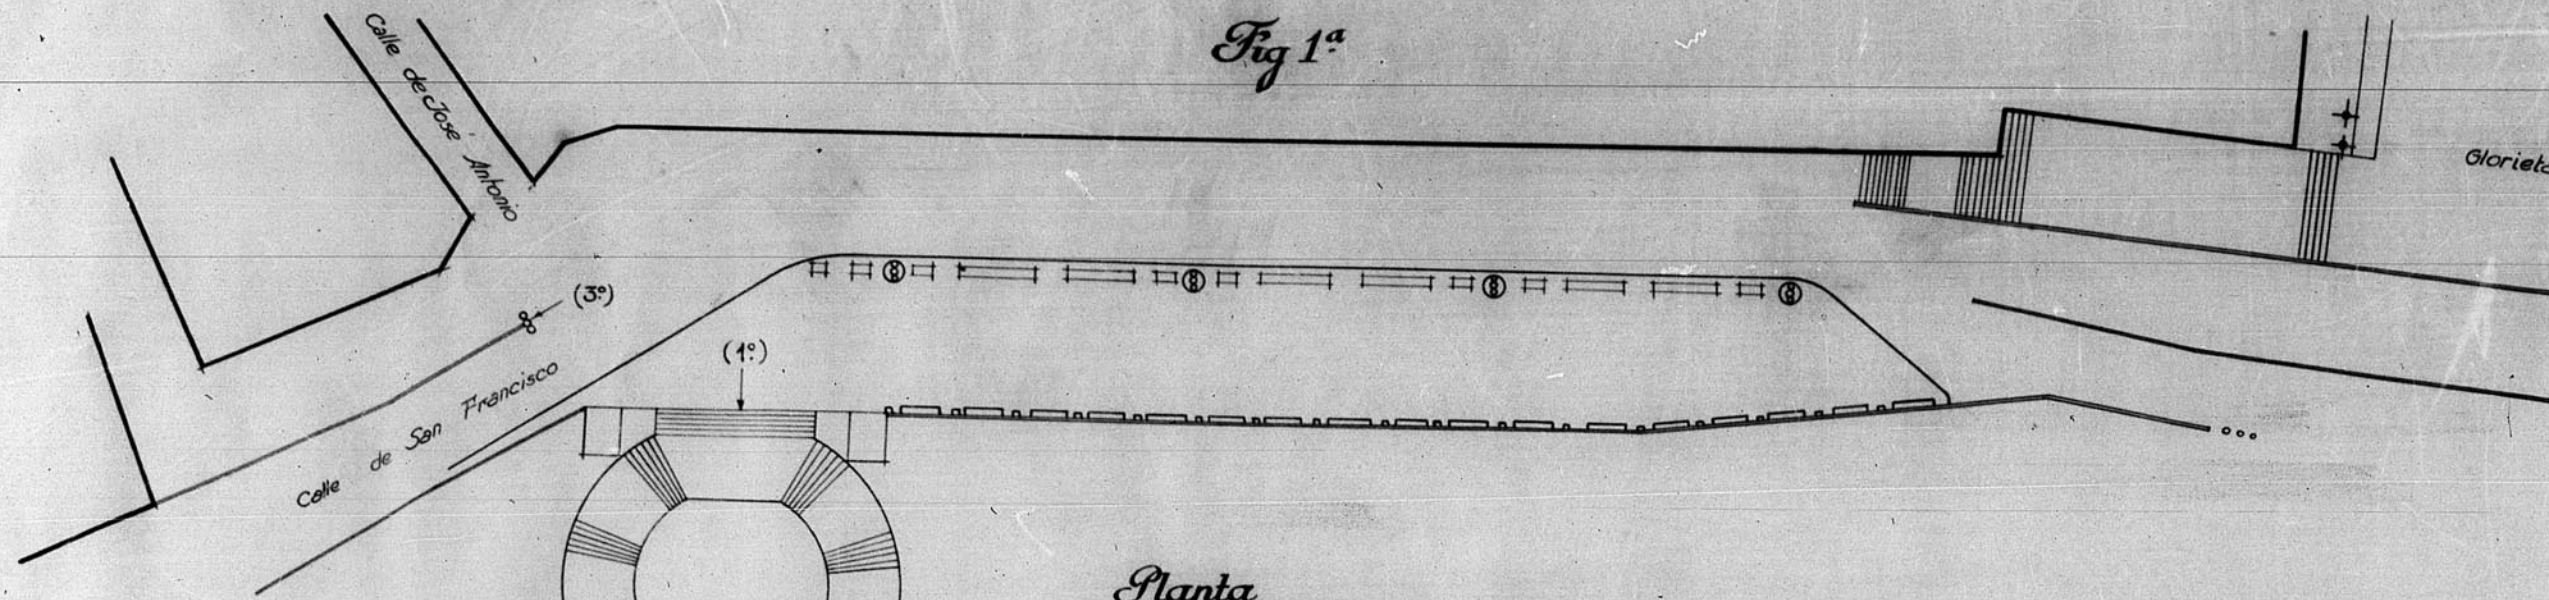 Fig 1ª
Calle de José Antonio
Glorieta
(3º)
(1º)
Calle de San Francisco
Planta